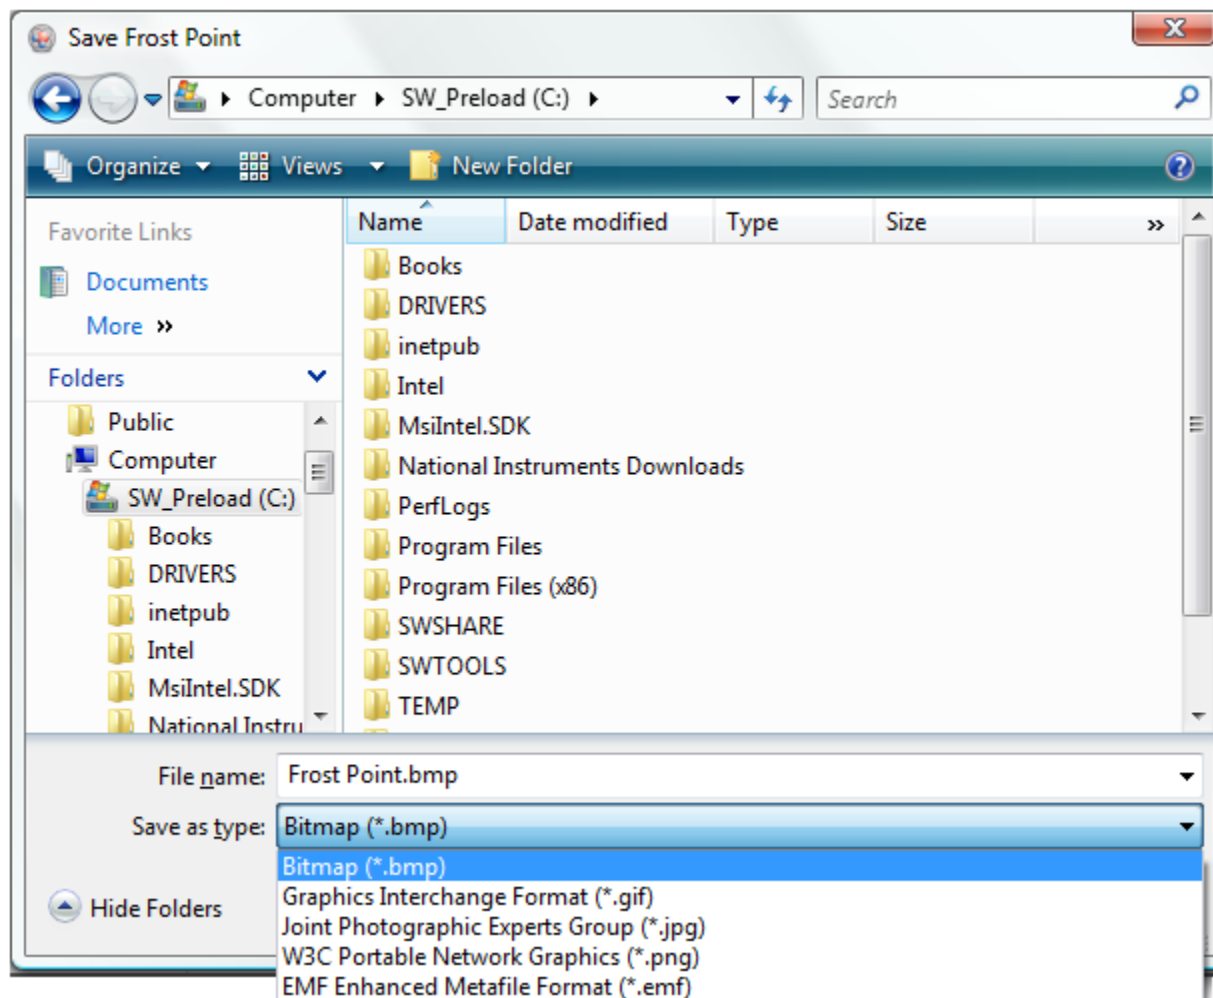 Save Frost Point
Computer SW_Preload (C:) Search
Organize Views New Folder
Favorite Links
Documents
More »
Folders
Public
Computer
SW_Preload (C:)
Books
DRIVERS
inetpub
Intel
MsiIntel.SDK
National Instru
Name Date modified Type Size »
Books
DRIVERS
inetpub
Intel
MsiIntel.SDK
National Instruments Downloads
PerfLogs
Program Files
Program Files (x86)
SWSHARE
SWTOOLS
TEMP
File name: Frost Point.bmp
Save as type: Bitmap (*.bmp)
Bitmap (*.bmp)
Graphics Interchange Format (*.gif)
Joint Photographic Experts Group (*.jpg)
W3C Portable Network Graphics (*.png)
EMF Enhanced Metafile Format (*.emf)
Hide Folders